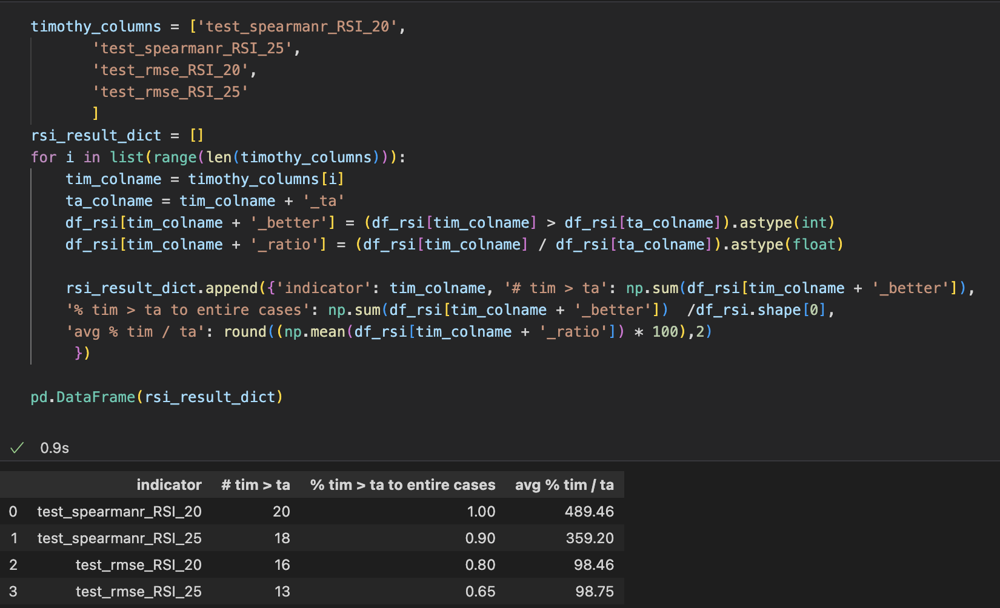 timothy_columns = ['test_spearmanr_RSI_20',
'test_spearmanr_RSI_25',
'test_rmse_RSI_20',
'test_rmse_RSI_25'
]
rsi_result_dict = []
for i in list(range(len(timothy_columns))):
tim_colname = timothy_columns[i]
ta_colname = tim_colname + '_ta'
df_rsi[tim_colname + '_better'] = (df_rsi[tim_colname] > df_rsi[ta_colname]).astype(int)
df_rsi[tim_colname + '_ratio'] = (df_rsi[tim_colname] / df_rsi[ta_colname]).astype(float)
rsi_result_dict.append({'indicator': tim_colname, '# tim > ta': np.sum(df_rsi[tim_colname + '_better']),
'% tim > ta to entire cases': np.sum(df_rsi[tim_colname + '_better'])  /df_rsi.shape[0],
'avg % tim / ta': round((np.mean(df_rsi[tim_colname + '_ratio']) * 100),2)
})
pd.DataFrame(rsi_result_dict)
✓ 0.9s
indicator # tim > ta % tim > ta to entire cases avg % tim / ta
0 test_spearmanr_RSI_20 20 1.00 489.46
1 test_spearmanr_RSI_25 18 0.90 359.20
2 test_rmse_RSI_20 16 0.80 98.46
3 test_rmse_RSI_25 13 0.65 98.75